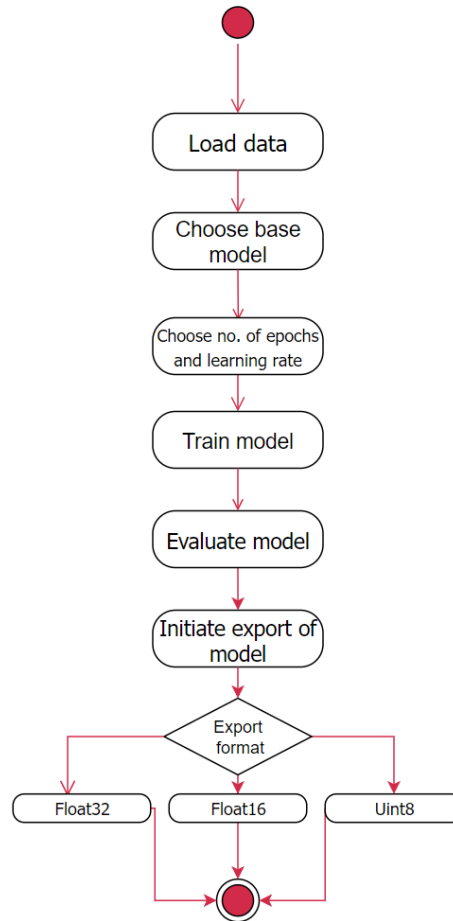 Load data
Choose base
model
Choose no. of epochs
and learning rate
Train model
Evaluate model
Initiate export of
model
Export
format
Float32
Float16
Uint8